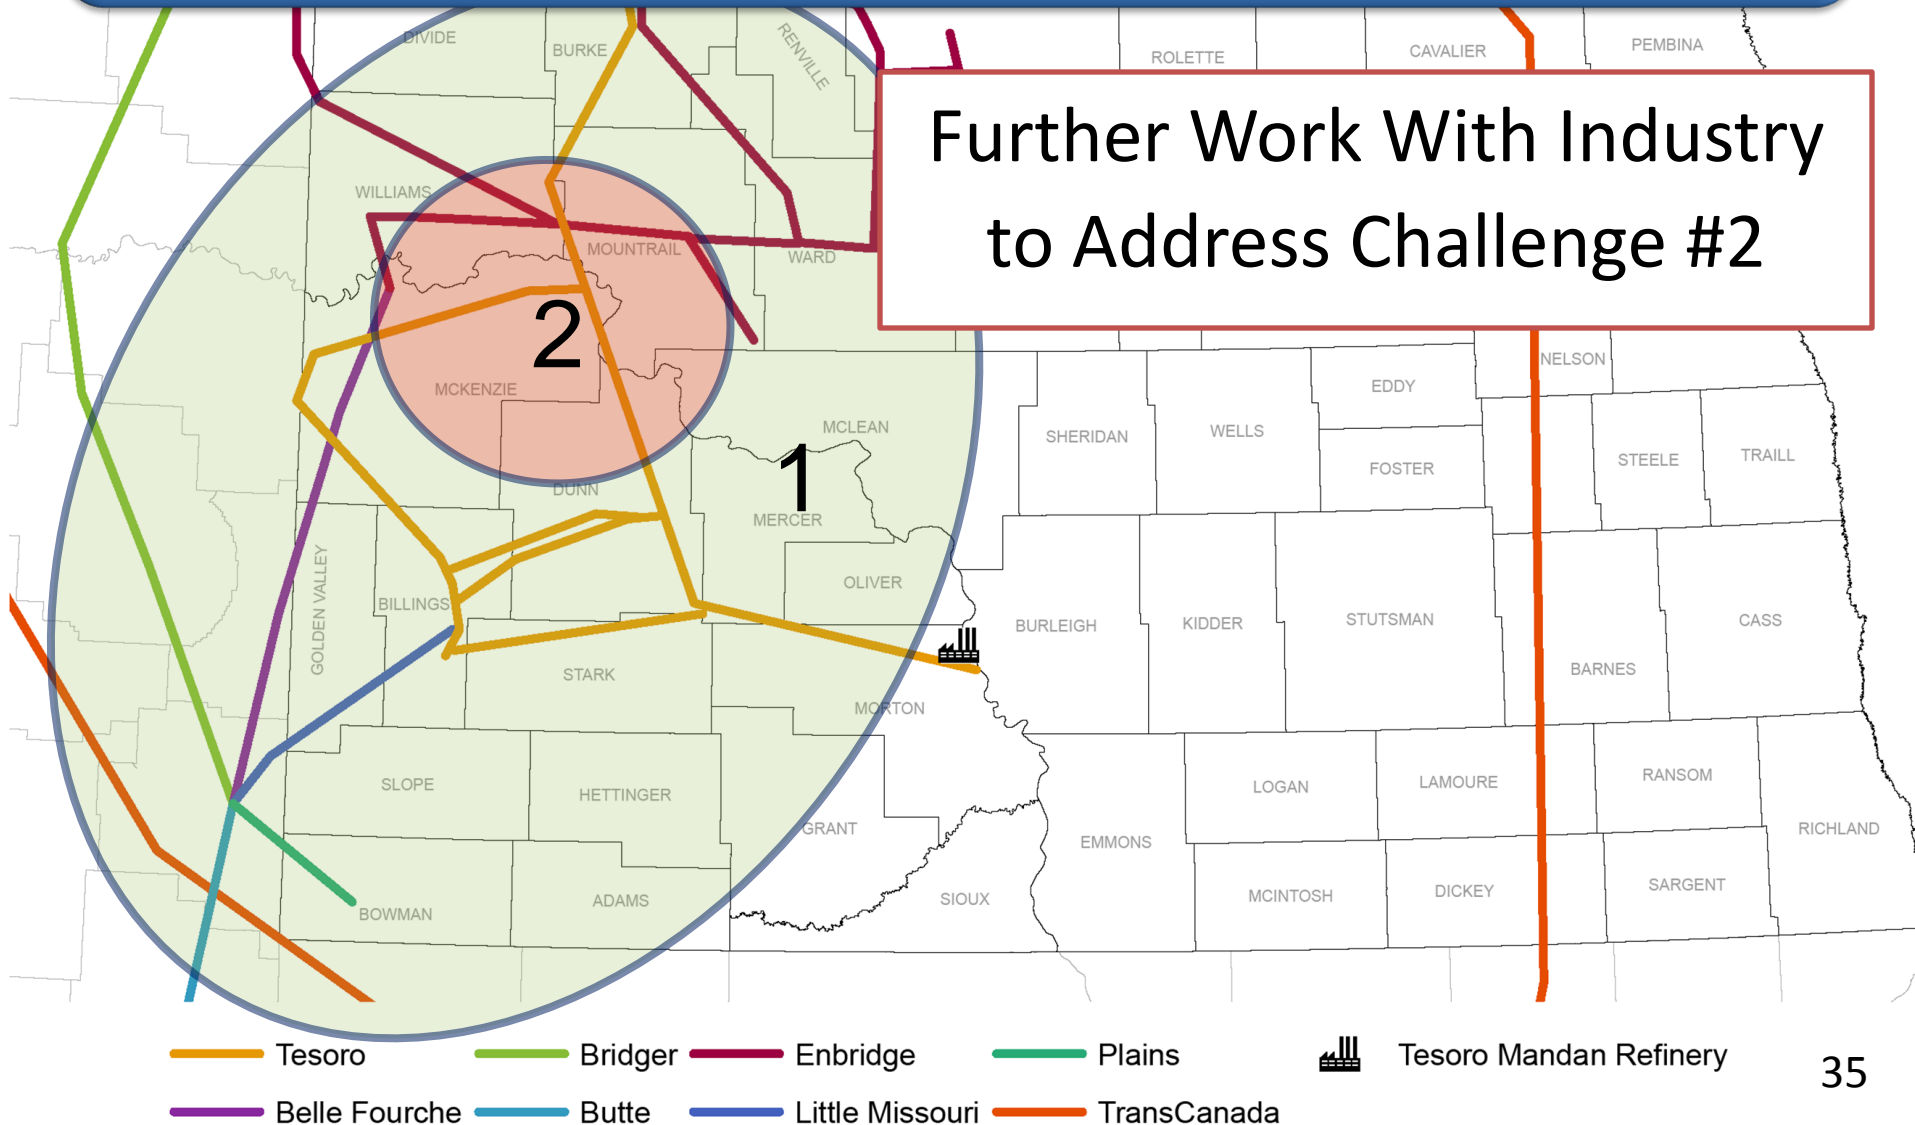 DIVIDE
BURKE
RENVILLE
ROLETTE
CAVALIER
PEMBINA
Further Work With Industry
to Address Challenge #2
WILLIAMS
MOUNTRAIL
WARD
2
MCKENZIE
NELSON
EDDY
MCLEAN
SHERIDAN
WELLS
FOSTER
STEELE
TRAILL
1
DUNN
MERCER
GOLDEN VALLEY
BILLINGS
OLIVER
BURLEIGH
KIDDER
STUTSMAN
CASS
BARNES
STARK
MORTON
SLOPE
HETTINGER
LOGAN
LAMOURE
RANSOM
GRANT
EMMONS
RICHLAND
BOWMAN
ADAMS
SIOUX
MCINTOSH
DICKEY
SARGENT
Tesoro
Bridger
Enbridge
Plains
Tesoro Mandan Refinery
35
Belle Fourche
Butte
Little Missouri
TransCanada